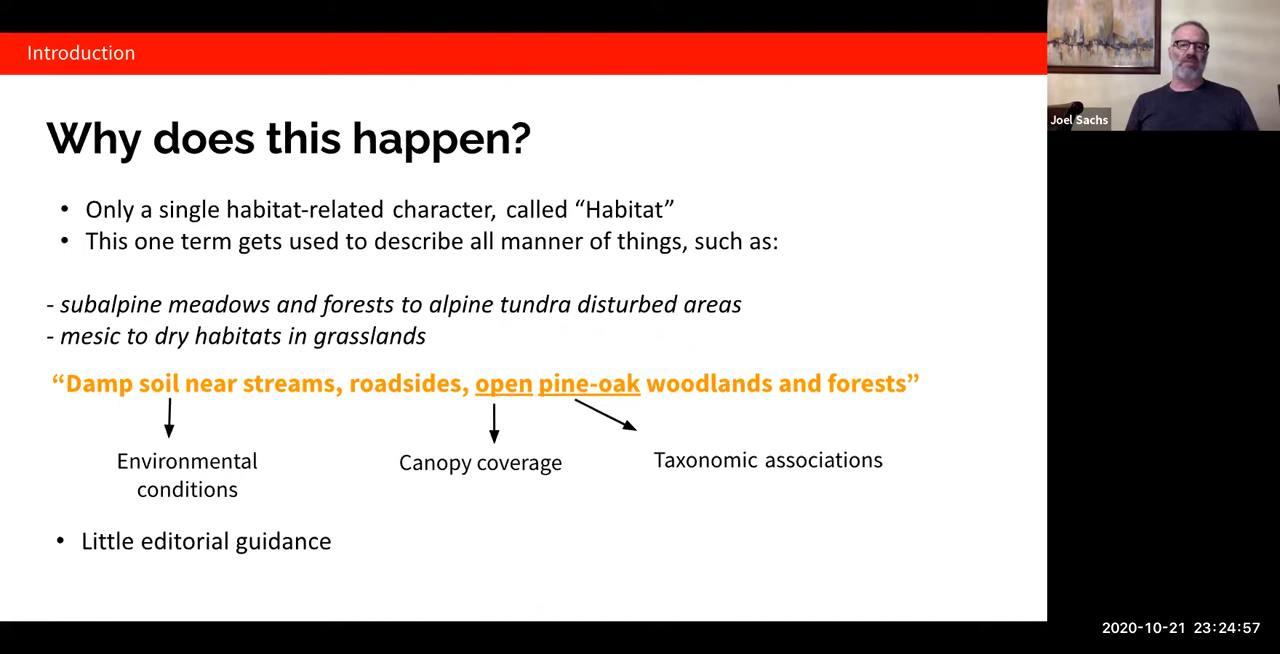 Introduction
Joel Sachs
Why does this happen?
• Only a single habitat-related character, called “Habitat”
• This one term gets used to describe all manner of things, such as:
- subalpine meadows and forests to alpine tundra disturbed areas
- mesic to dry habitats in grasslands
“Damp soil near streams, roadsides, open pine-oak woodlands and forests”
Environmental
conditions
Canopy coverage
Taxonomic associations
• Little editorial guidance
2020-10-21 23:24:57